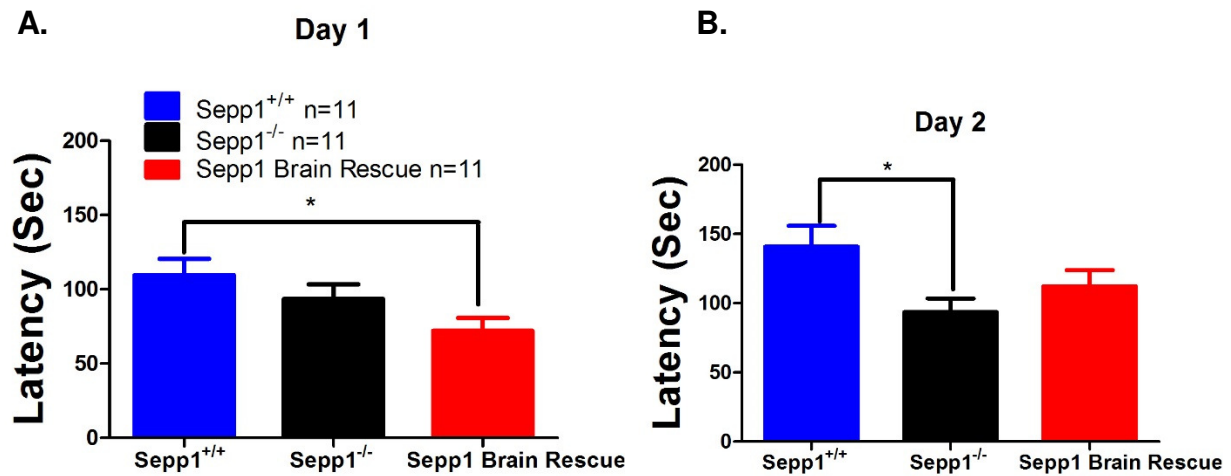 A.
Day 1
Sepp1+/+ n=11
Sepp1-/- n=11
Sepp1 Brain Rescue n=11
Latency (Sec)
200
150
100
50
0
*
Sepp1+/+ Sepp1-/- Sepp1 Brain Rescue
B.
Day 2
Latency (Sec)
200
150
100
50
0
*
Sepp1+/+ Sepp1-/- Sepp1 Brain Rescue